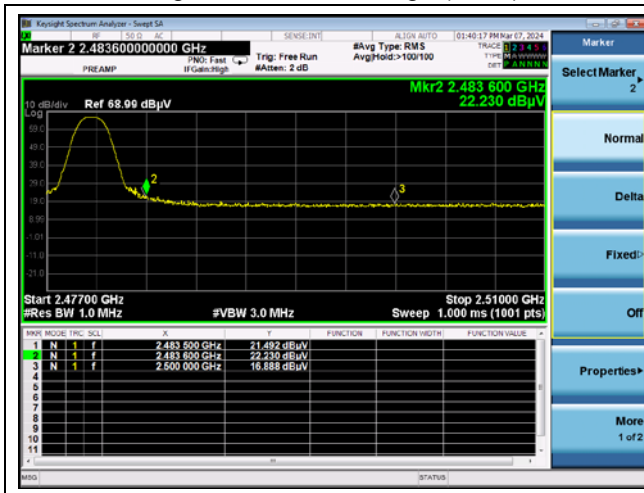 Keysight Spectrum Analyzer - Swept SA
RF 50 Ω AC SENSE:INT ALIGN AUTO 01:40:17 PM Mar 07, 2024
Marker 2 2.483600000000 GHz
PREAMP
PNO: Fast
IFGain:High
Trig: Free Run
#Atten: 2 dB
#Avg Type: RMS
Avg|Hold:>100/100
TRACE 1 2 3 4 5 6
TYPE M A WWWW
DET P A N N N N
Mkr2 2.483 600 GHz
22.230 dBµV
10 dB/div Ref 68.99 dBµV
Log
59.0
49.0
39.0
29.0
19.0
8.99
-1.01
-11.0
-21.0
2
3
Start 2.47700 GHz Stop 2.51000 GHz
#Res BW 1.0 MHz #VBW 3.0 MHz Sweep 1.000 ms (1001 pts)
MKR MODE TRC SCL X Y FUNCTION FUNCTION WIDTH FUNCTION VALUE
1 N 1 f 2.483 500 GHz 21.492 dBµV
2 N 1 f 2.483 600 GHz 22.230 dBµV
3 N 1 f 2.500 000 GHz 16.888 dBµV
4
5
6
7
8
9
10
11
MSG STATUS
Marker
Select Marker
2
Normal
Delta
Fixed
Off
Properties
More
1 of 2